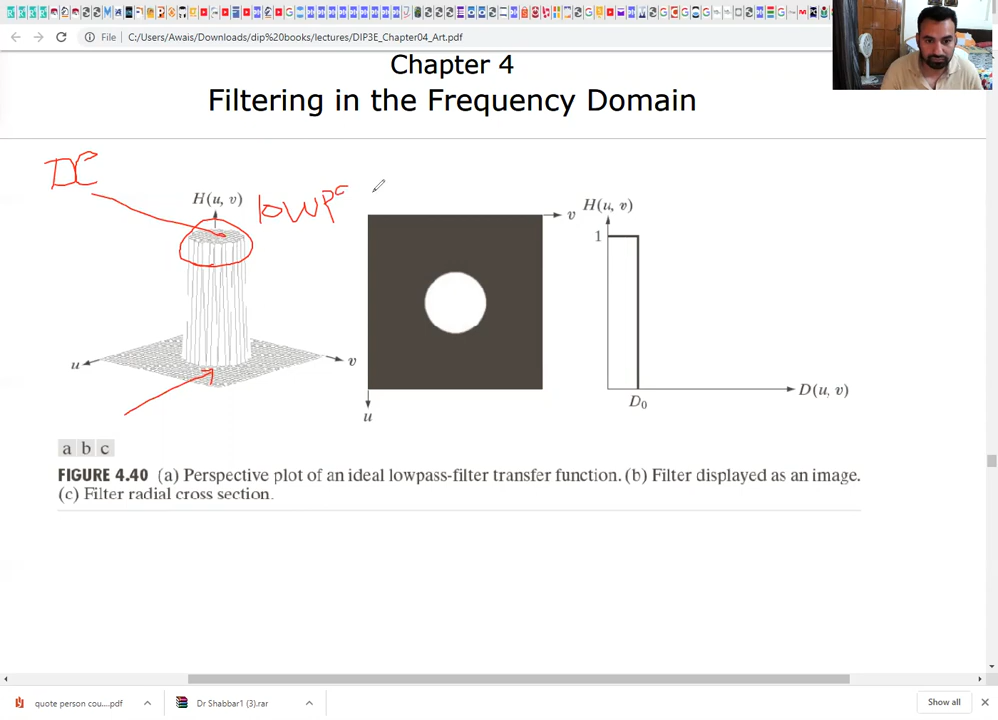 File
C:/Users/Awais/Downloads/dip%20books/lectures/DIP3E_Chapter04_Art.pdf
Chapter 4
Filtering in the Frequency Domain
DC
H(u, v)
lowp
v
u
v
u
H(u, v)
1
D0
D(u, v)
a b c
FIGURE 4.40 (a) Perspective plot of an ideal lowpass-filter transfer function. (b) Filter displayed as an image.
(c) Filter radial cross section.
quote person cou....pdf
Dr Shabbar1 (3).rar
Show all